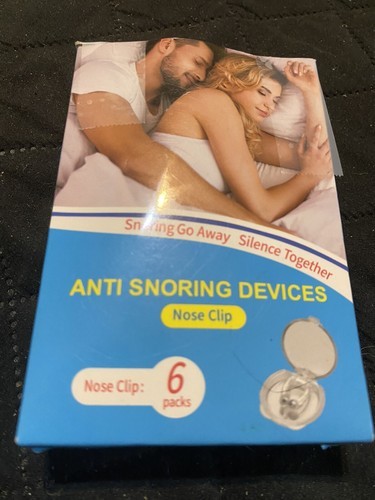 Snoring Go Away Silence Together
ANTI SNORING DEVICES
Nose Clip
Nose Clip: 6
packs